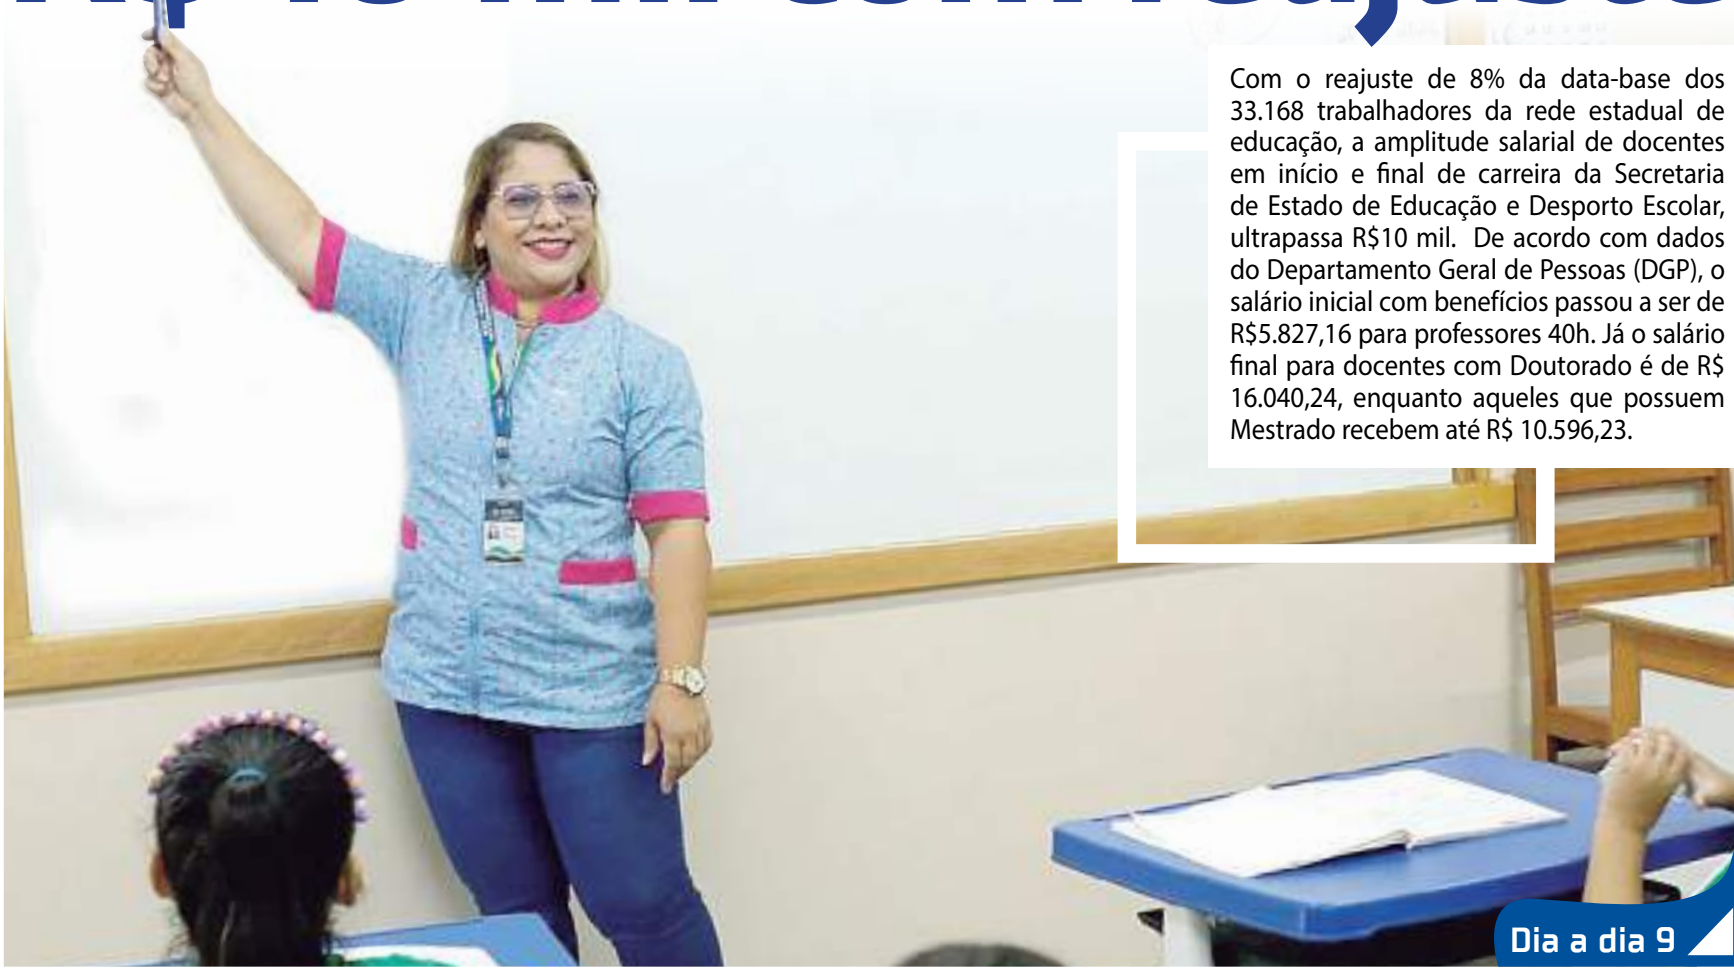 R$ 10 mil com reajuste
Com o reajuste de 8% da data-base dos
33.168 trabalhadores da rede estadual de
educação, a amplitude salarial de docentes
em início e final de carreira da Secretaria
de Estado de Educação e Desporto Escolar,
ultrapassa R$10 mil. De acordo com dados
do Departamento Geral de Pessoas (DGP), o
salário inicial com benefícios passou a ser de
R$5.827,16 para professores 40h. Já o salário
final para docentes com Doutorado é de R$
16.040,24, enquanto aqueles que possuem
Mestrado recebem até R$ 10.596,23.
Dia a dia 9